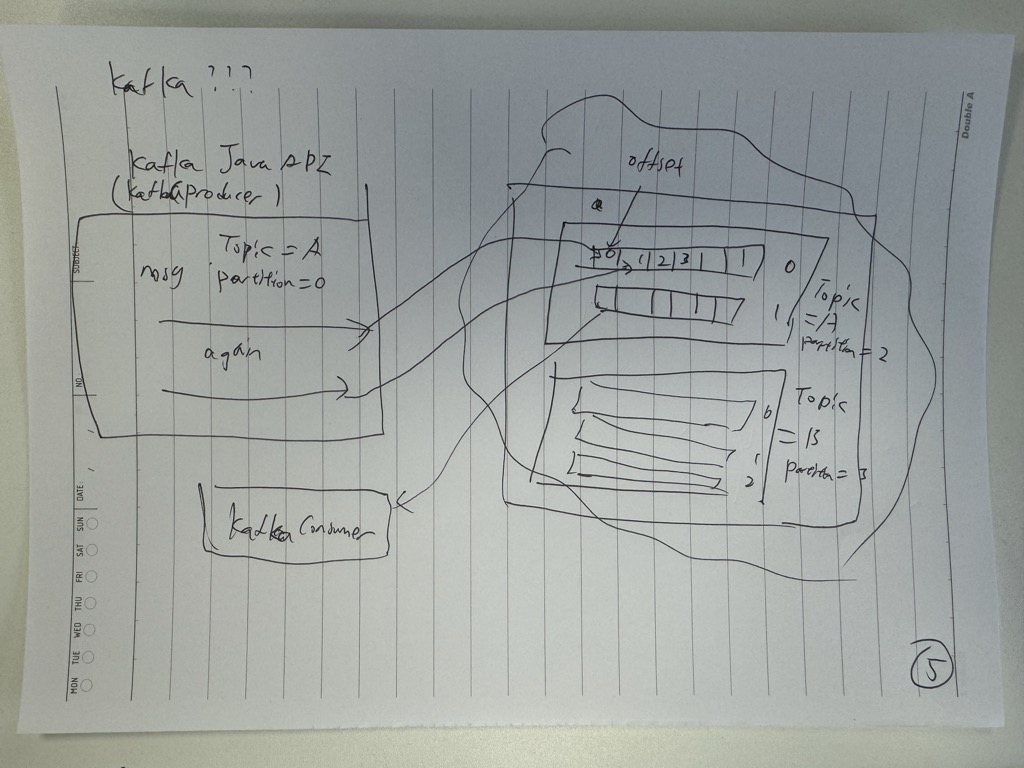 Kafka ???
Kafka Java API
(KafkaProducer)
Topic = A
msg partition = 0
again
Kafka Consumer
offset
a
0 1 2 3 1
0
1
Topic
= A
partition = 2
Topic
= B
partition = 3
0
1
2
5
Double A
SUBJECT
NO.
DATE.
SUN
SAT
FRI
THU
WED
TUE
MON